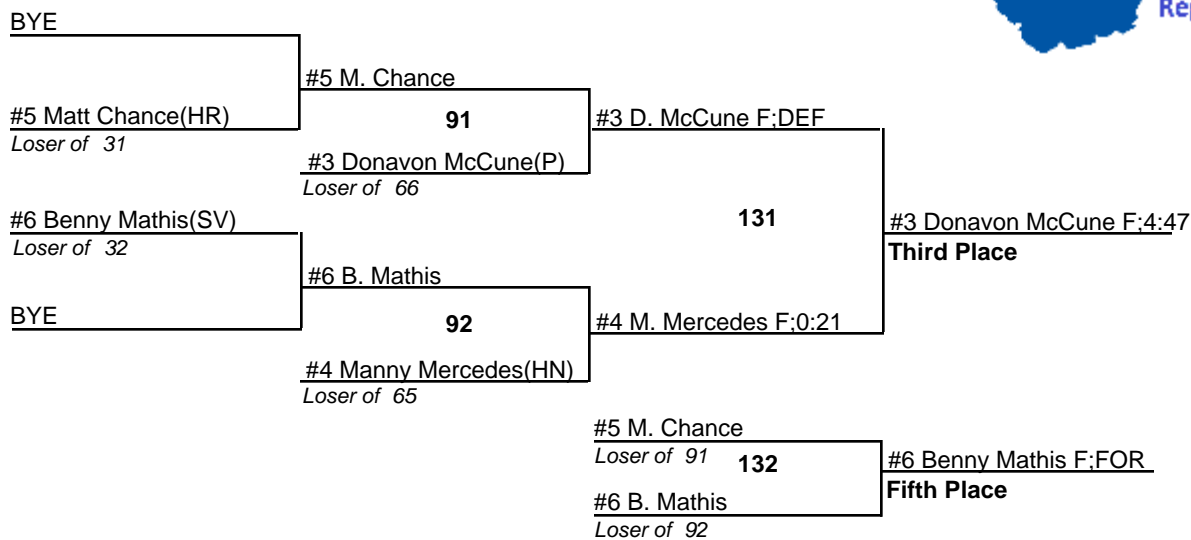 BYE
#5 M. Chance
#5 Matt Chance(HR)
Loser of 31
91
#3 D. McCune F;DEF
#3 Donavon McCune(P)
Loser of 66
#6 Benny Mathis(SV)
Loser of 32
131
#3 Donavon McCune F;4:47
Third Place
#6 B. Mathis
BYE
92
#4 M. Mercedes F;0:21
#4 Manny Mercedes(HN)
Loser of 65
#5 M. Chance
Loser of 91
132
#6 Benny Mathis F;FOR
Fifth Place
#6 B. Mathis
Loser of 92